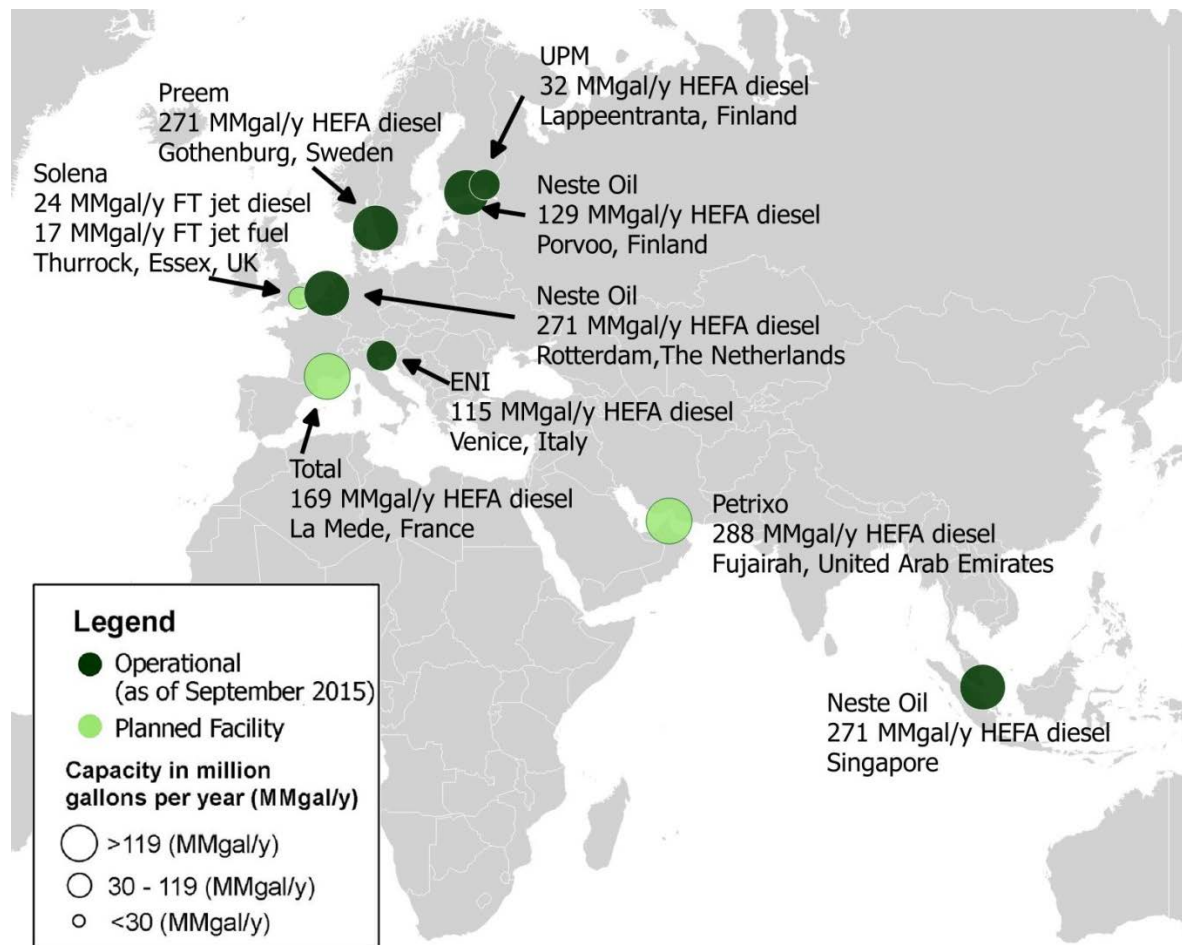 UPM
32 MMgal/y HEFA diesel
Lappeentranta, Finland
Preem
271 MMgal/y HEFA diesel
Gothenburg, Sweden
Solena
24 MMgal/y FT jet diesel
17 MMgal/y FT jet fuel
Thurrock, Essex, UK
Neste Oil
129 MMgal/y HEFA diesel
Porvoo, Finland
Neste Oil
271 MMgal/y HEFA diesel
Rotterdam,The Netherlands
ENI
115 MMgal/y HEFA diesel
Venice, Italy
Total
169 MMgal/y HEFA diesel
La Mede, France
Petrixo
288 MMgal/y HEFA diesel
Fujairah, United Arab Emirates
Neste Oil
271 MMgal/y HEFA diesel
Singapore
Legend
Operational
(as of September 2015)
Planned Facility
Capacity in million
gallons per year (MMgal/y)
>119 (MMgal/y)
30 - 119 (MMgal/y)
<30 (MMgal/y)